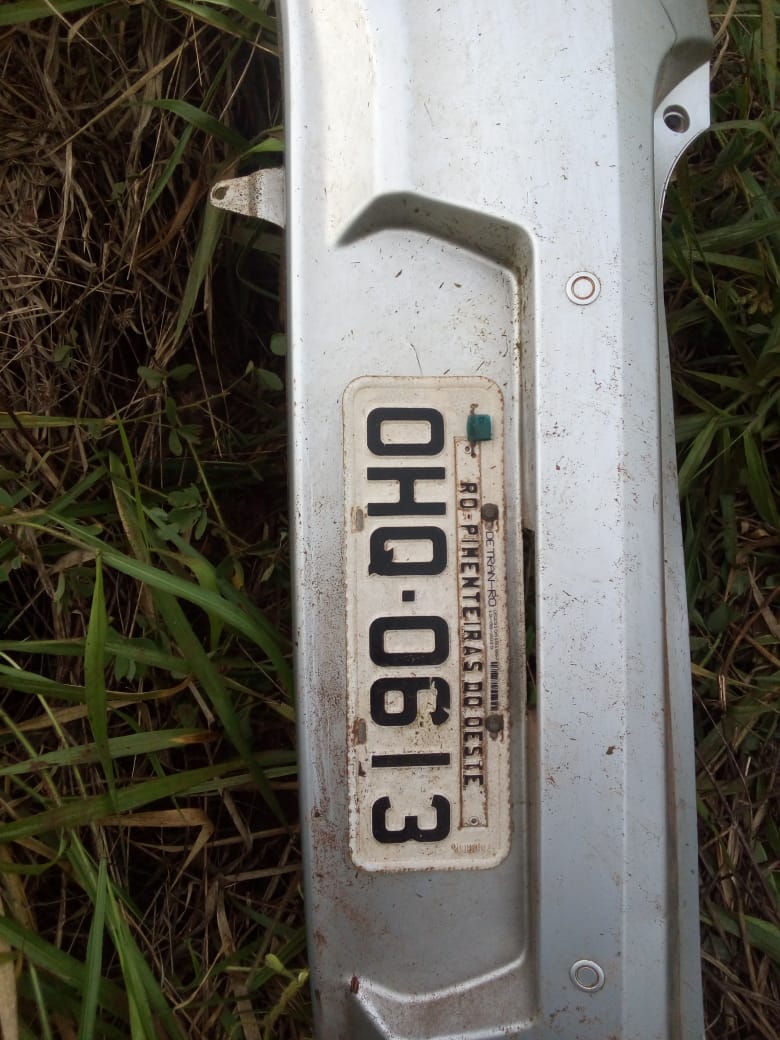 RO-PIMENTEIRAS DO OESTE
DETRAN-RO
OHQ·0613